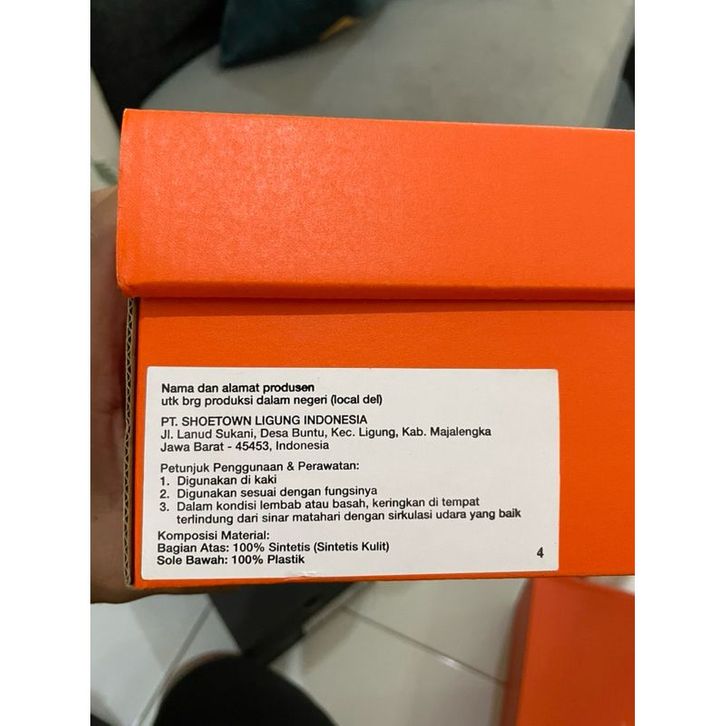 Nama dan alamat produsen
utk brg produksi dalam negeri (local del)
PT. SHOETOWN LIGUNG INDONESIA
Jl. Lanud Sukani, Desa Buntu, Kec. Ligung, Kab. Majalengka
Jawa Barat - 45453, Indonesia
Petunjuk Penggunaan & Perawatan:
1. Digunakan di kaki
2. Digunakan sesuai dengan fungsinya
3. Dalam kondisi lembab atau basah, keringkan di tempat
terlindung dari sinar matahari dengan sirkulasi udara yang baik
Komposisi Material:
Bagian Atas: 100% Sintetis (Sintetis Kulit)
Sole Bawah: 100% Plastik
4